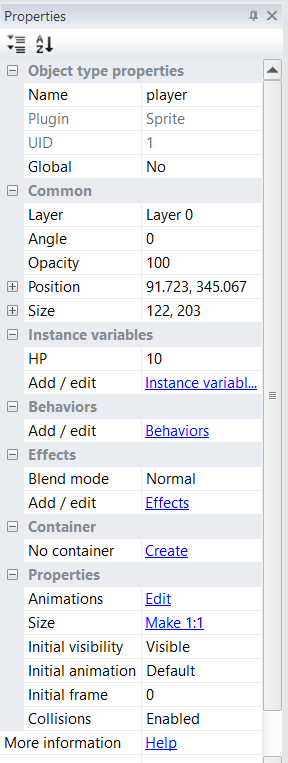 Properties
Object type properties
Name player
Plugin Sprite
UID 1
Global No
Common
Layer Layer 0
Angle 0
Opacity 100
Position 91.723, 345.067
Size 122, 203
Instance variables
HP 10
Add / edit Instance variabl...
Behaviors
Add / edit Behaviors
Effects
Blend mode Normal
Add / edit Effects
Container
No container Create
Properties
Animations Edit
Size Make 1:1
Initial visibility Visible
Initial animation Default
Initial frame 0
Collisions Enabled
More information Help